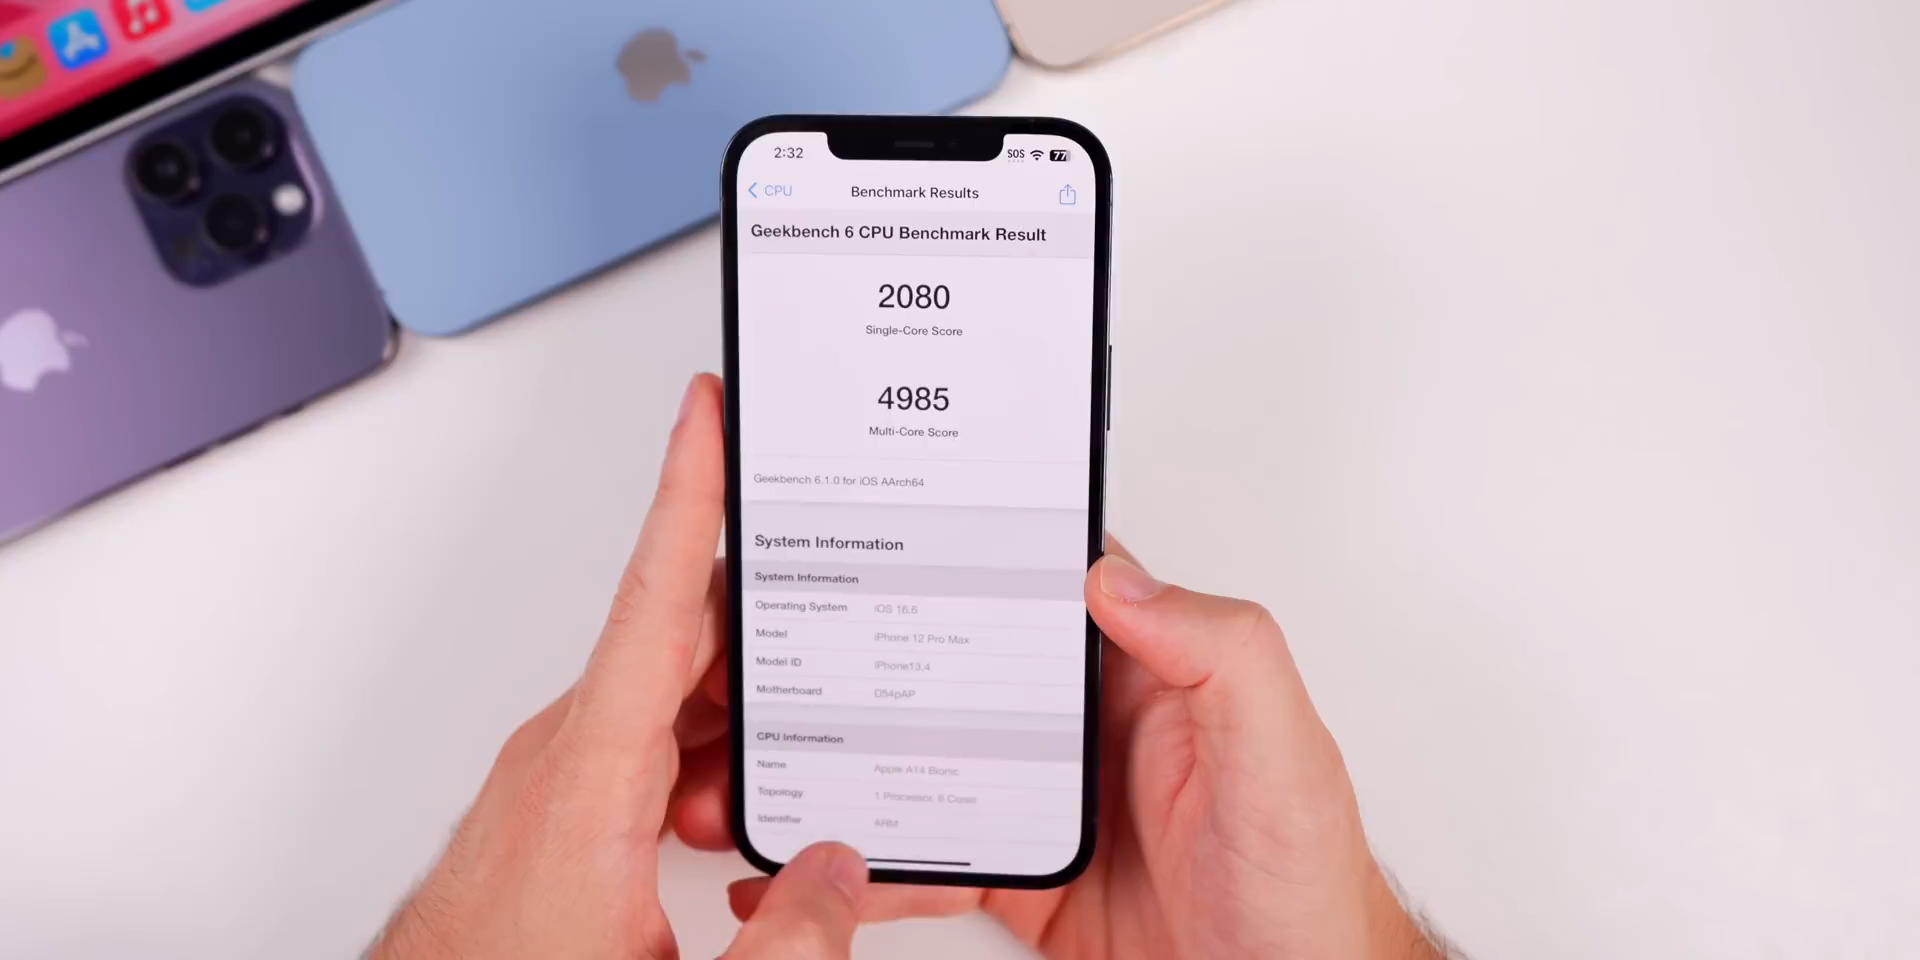 2:32
SOS 77
CPU
Benchmark Results
Geekbench 6 CPU Benchmark Result
2080
Single-Core Score
4985
Multi-Core Score
Geekbench 6.1.0 for iOS AArch64
System Information
System Information
Operating System iOS 16.6
Model iPhone 12 Pro Max
Model ID iPhone13,4
Motherboard D54pAP
CPU Information
Name Apple A14 Bionic
Topology 1 Processor, 6 Cores
Identifier ARM